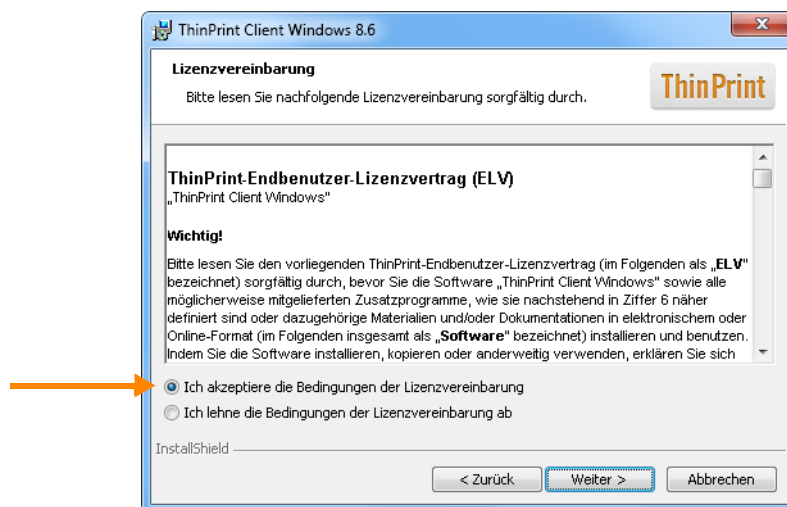 ThinPrint Client Windows 8.6
Lizenzvereinbarung
Bitte lesen Sie nachfolgende Lizenzvereinbarung sorgfältig durch.
ThinPrint
ThinPrint-Endbenutzer-Lizenzvertrag (ELV)
„ThinPrint Client Windows"
Wichtig!
Bitte lesen Sie den vorliegenden ThinPrint-Endbenutzer-Lizenzvertrag (im Folgenden als „ELV"
bezeichnet) sorgfältig durch, bevor Sie die Software „ThinPrint Client Windows" sowie alle
möglicherweise mitgelieferten Zusatzprogramme, wie sie nachstehend in Ziffer 6 näher
definiert sind oder dazugehörige Materialien und/oder Dokumentationen in elektronischem oder
Online-Format (im Folgenden insgesamt als „Software" bezeichnet) installieren und benutzen.
Indem Sie die Software installieren, kopieren oder anderweitig verwenden, erklären Sie sich
Ich akzeptiere die Bedingungen der Lizenzvereinbarung
Ich lehne die Bedingungen der Lizenzvereinbarung ab
InstallShield
< Zurück
Weiter >
Abbrechen